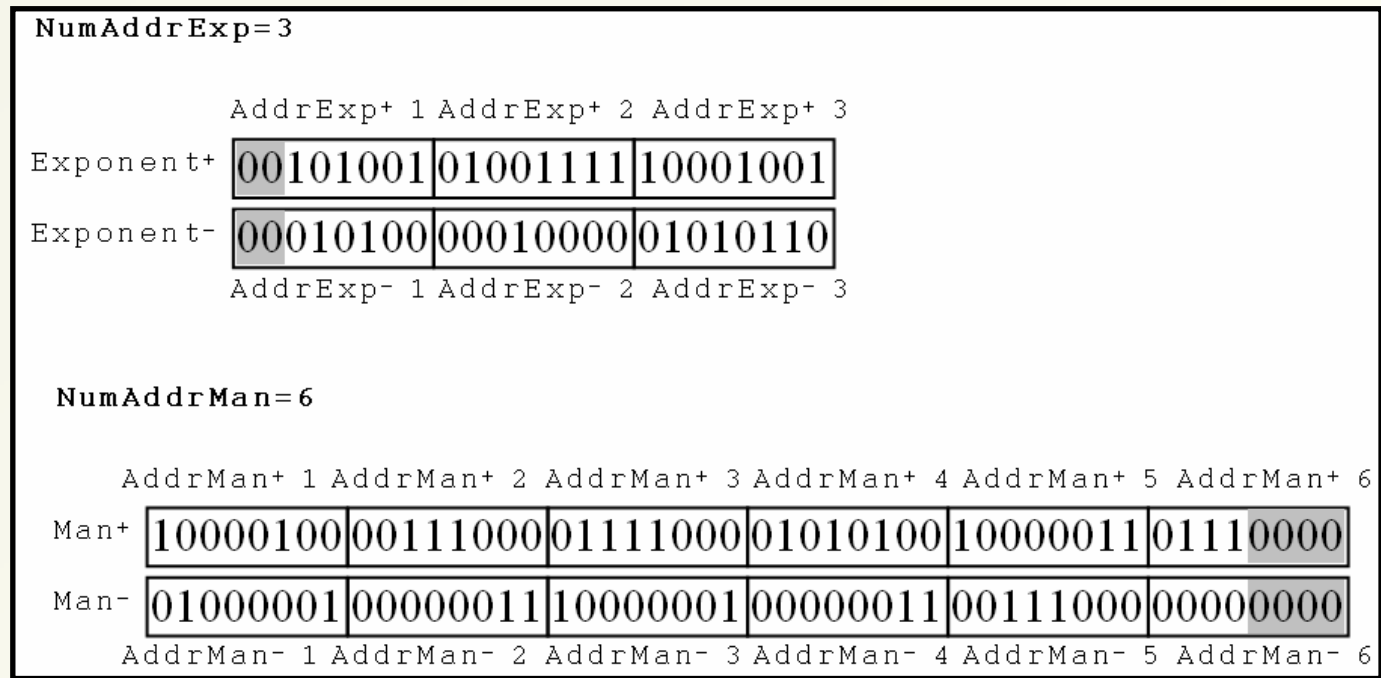 NumAddrExp=3
AddrExp+ 1 AddrExp+ 2 AddrExp+ 3
Exponent+ 00101001 01001111 10001001
Exponent- 00010100 00010000 01010110
AddrExp- 1 AddrExp- 2 AddrExp- 3
NumAddrMan=6
AddrMan+ 1 AddrMan+ 2 AddrMan+ 3 AddrMan+ 4 AddrMan+ 5 AddrMan+ 6
Man+ 10000100 00111000 01111000 01010100 10000011 01110000
Man- 01000001 00000011 10000001 00000011 00111000 00000000
AddrMan- 1 AddrMan- 2 AddrMan- 3 AddrMan- 4 AddrMan- 5 AddrMan- 6